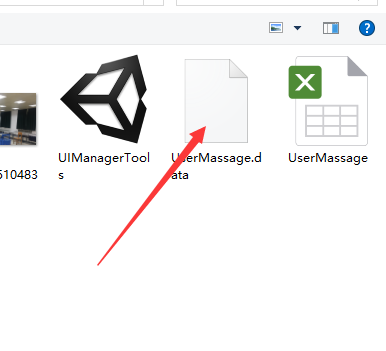 510483
UIManagerTool
s
UserMassage.d
ata
UserMassage